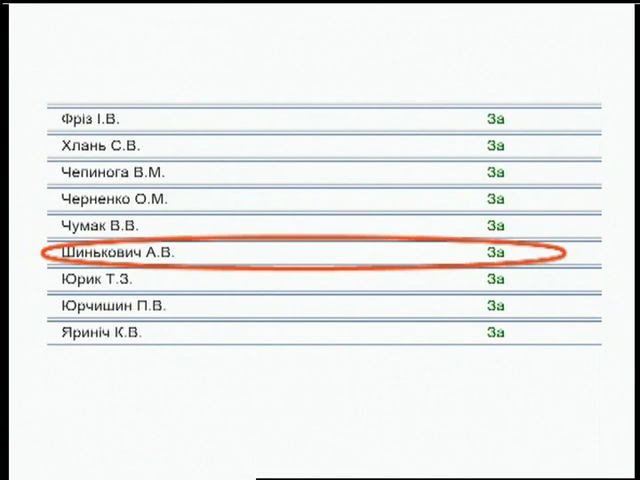 Фріз І.В. За
Хлань С.В. За
Чепинога В.М. За
Черненко О.М. За
Чумак В.В. За
Шинькович А.В. За
Юрик Т.З. За
Юрчишин П.В. За
Яриніч К.В. За